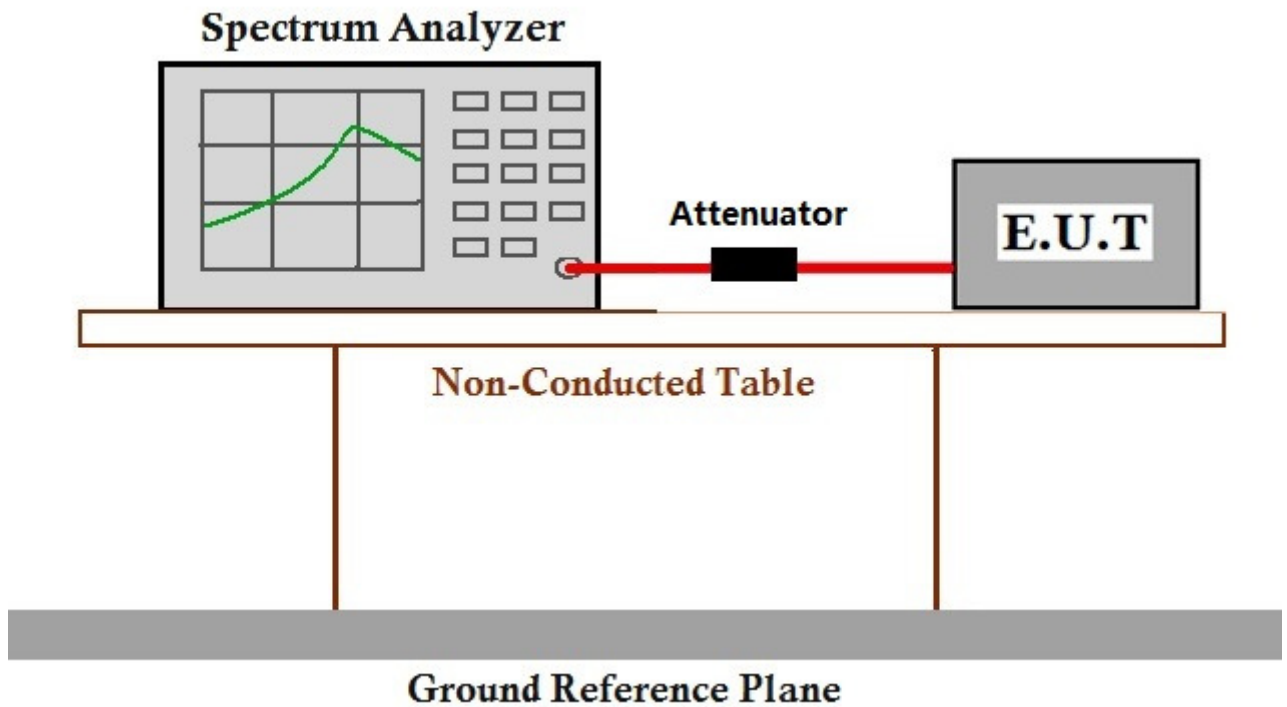 Spectrum Analyzer
Attenuator
E.U.T
Non-Conducted Table
Ground Reference Plane